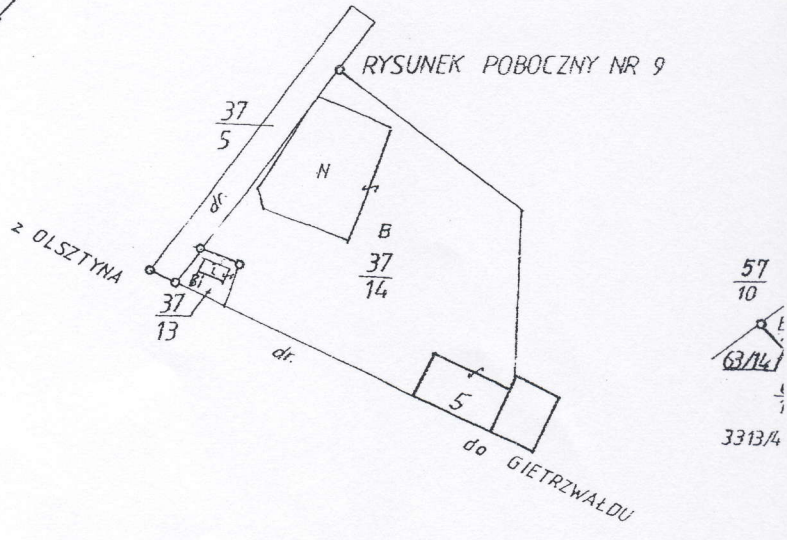 RYSUNEK POBOCZNY NR 9
37
5
dr.
N
B
37
14
z OLSZTYNA
Bi
37
13
dr.
5
do GIETRZWAŁDU
57
10
63/14
3313/4